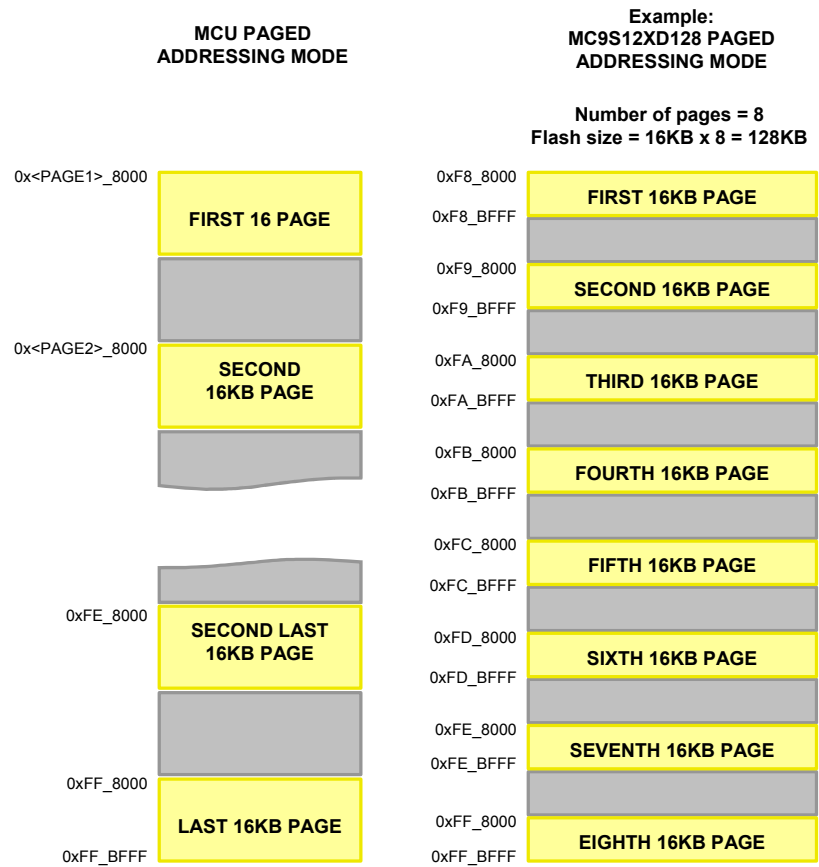 MCU PAGED
ADDRESSING MODE
0x<PAGE1>_8000
FIRST 16 PAGE
0x<PAGE2>_8000
SECOND
16KB PAGE
0xFE_8000
SECOND LAST
16KB PAGE
0xFF_8000
LAST 16KB PAGE
0xFF_BFFF
Example:
MC9S12XD128 PAGED
ADDRESSING MODE
Number of pages = 8
Flash size = 16KB x 8 = 128KB
0xF8_8000
FIRST 16KB PAGE
0xF8_BFFF
0xF9_8000
SECOND 16KB PAGE
0xF9_BFFF
0xFA_8000
THIRD 16KB PAGE
0xFA_BFFF
0xFB_8000
FOURTH 16KB PAGE
0xFB_BFFF
0xFC_8000
FIFTH 16KB PAGE
0xFC_BFFF
0xFD_8000
SIXTH 16KB PAGE
0xFD_BFFF
0xFE_8000
SEVENTH 16KB PAGE
0xFE_BFFF
0xFF_8000
EIGHTH 16KB PAGE
0xFF_BFFF